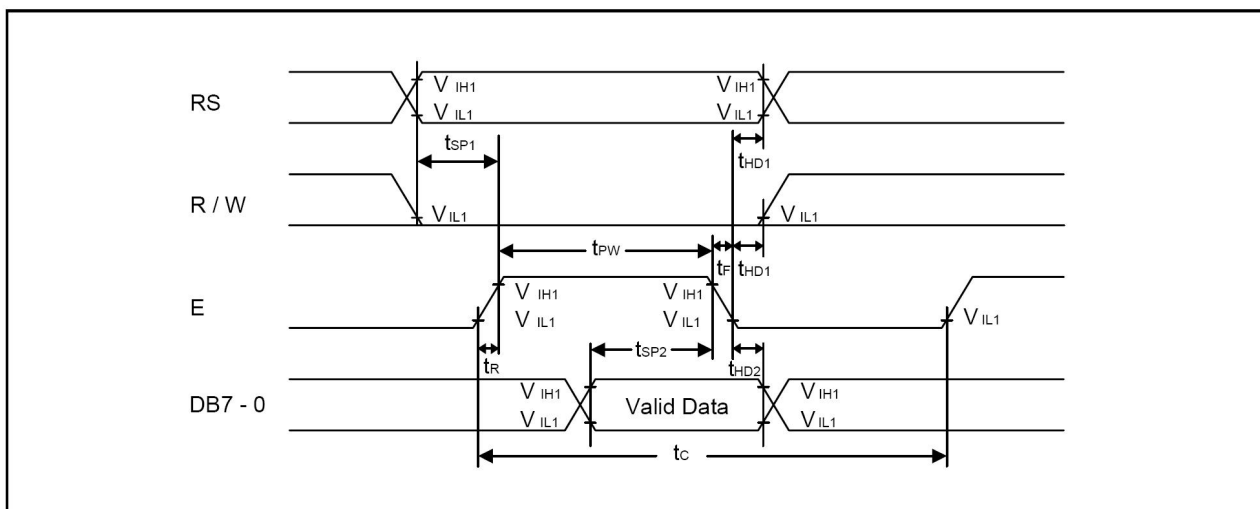 RS
V IH1 V IH1
V IL1 V IL1
tSP1
tHD1
R / W
V IL1 V IL1
tPW
tF tHD1
E
V IH1 V IH1
V IL1 V IL1 V IL1
tR
tSP2
tHD2
DB7 - 0
V IH1 Valid Data V IH1
V IL1 V IL1
tC